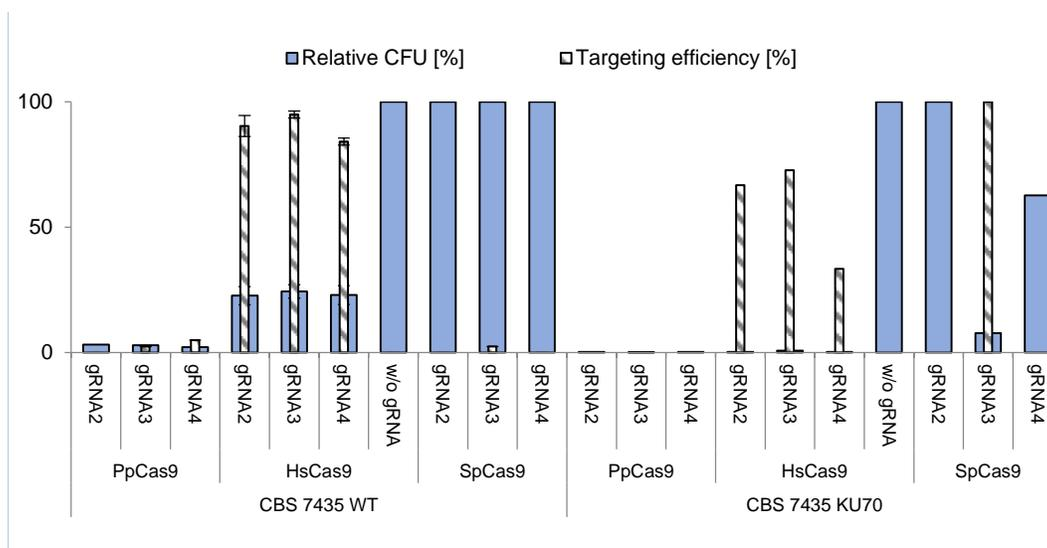 Relative CFU [%] Targeting efficiency [%]
100
50
0
gRNA2 gRNA3 gRNA4 gRNA2 gRNA3 gRNA4 w/o gRNA gRNA2 gRNA3 gRNA4 gRNA2 gRNA3 gRNA4 gRNA2 gRNA3 gRNA4 w/o gRNA gRNA2 gRNA3 gRNA4
PpCas9 HsCas9 SpCas9 PpCas9 HsCas9 SpCas9
CBS 7435 WT CBS 7435 KU70